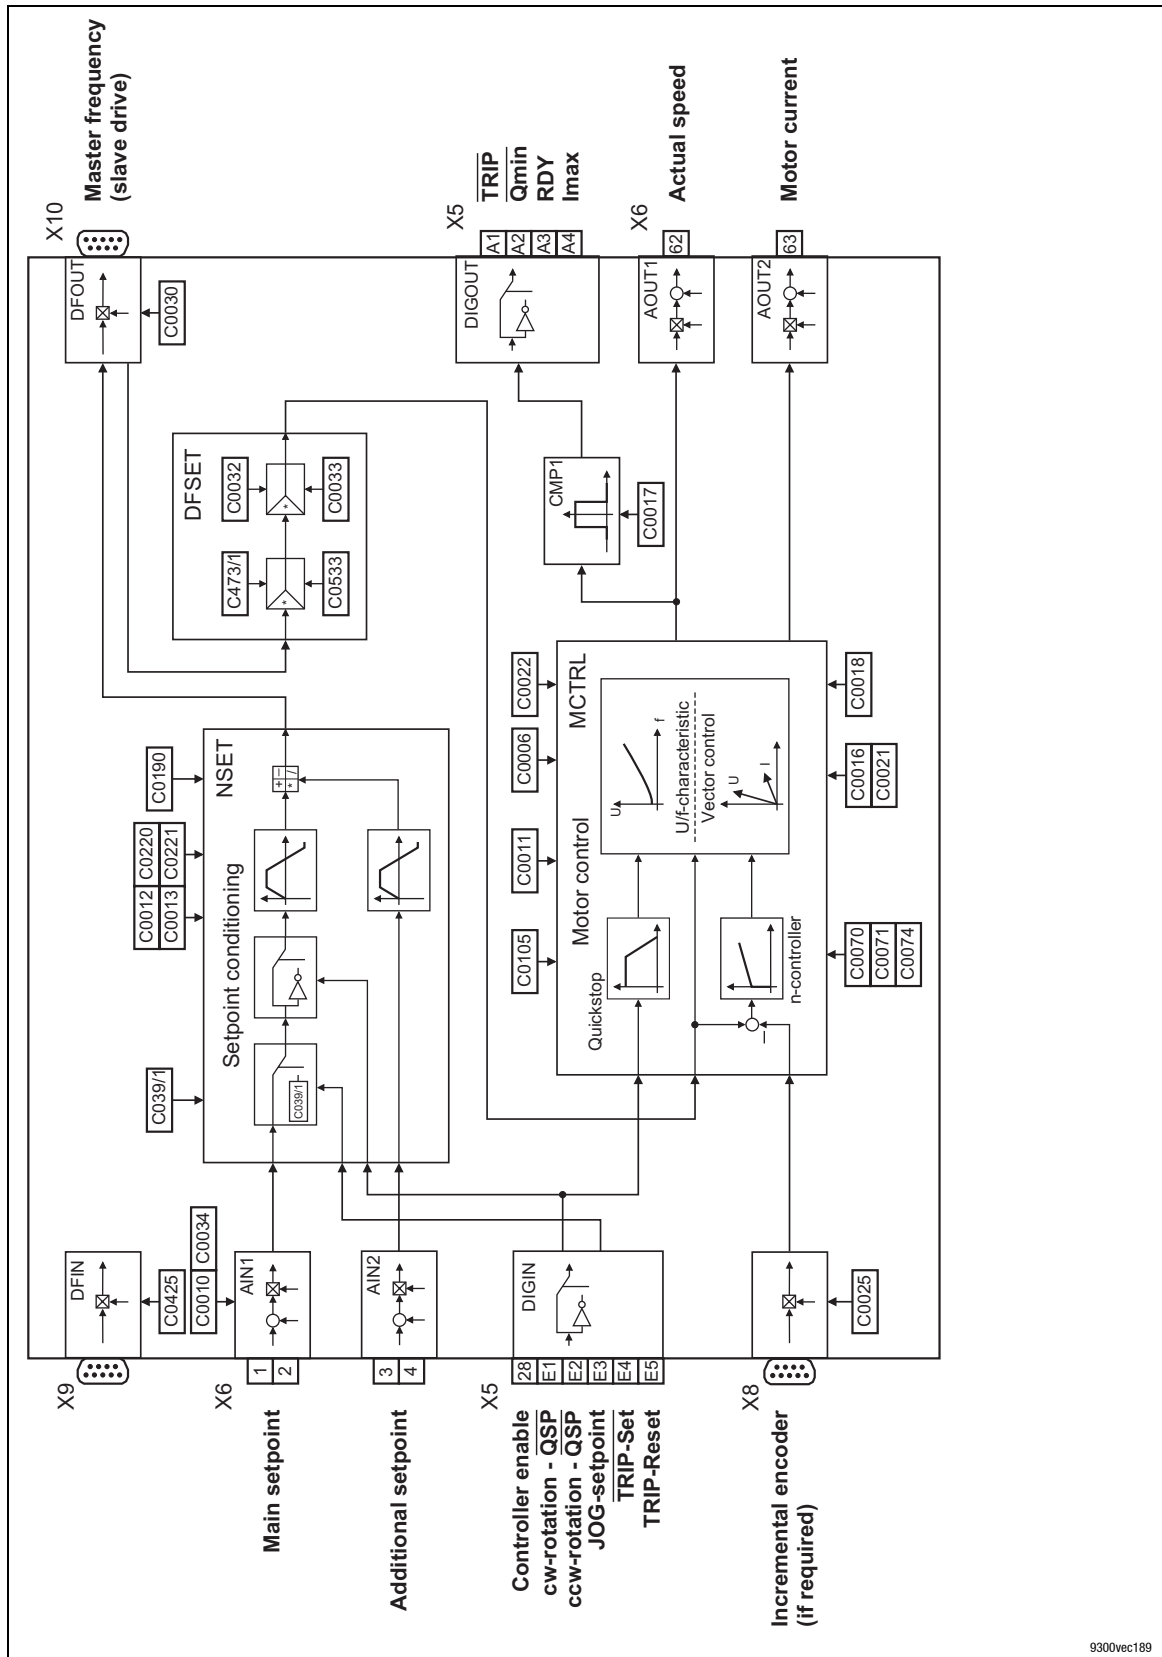 X9
DFIN
C0425
X6
1
2
Main setpoint
C0010
C0034
AIN1
3
4
Additional setpoint
AIN2
X5
28
E1
E2
E3
E4
E5
Controller enable
cw-rotation - QSP
ccw-rotation - QSP
JOG-setpoint
TRIP-Set
TRIP-Reset
DIGIN
X8
Incremental encoder
(if required)
C0025
C039/1
C0012
C0220
C0013
C0221
C0190
Setpoint conditioning
NSET
C039/1
+ −
* /
DFSET
C473/1
C0032
*
*
C0533
C0033
C0105
C0011
C0006
C0022
Motor control
MCTRL
Quickstop
n-controller
U
f
U/f-characteristic
Vector control
U
I
C0070
C0071
C0074
C0016
C0021
C0018
CMP1
C0017
DFOUT
C0030
X10
Master frequency
(slave drive)
DIGOUT
X5
A1
A2
A3
A4
TRIP
Qmin
RDY
Imax
AOUT1
X6
62
Actual speed
AOUT2
63
Motor current
9300vec189